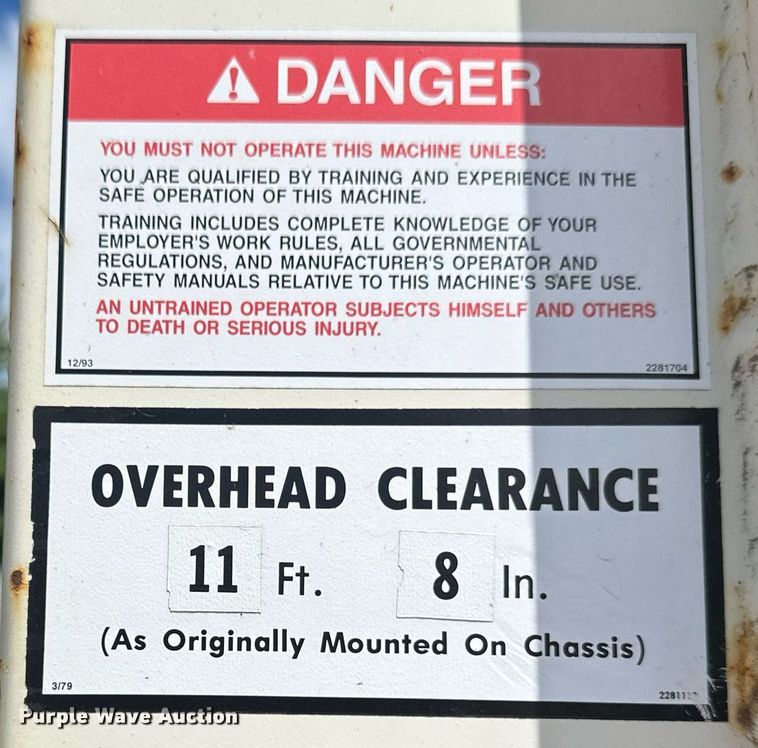 DANGER
YOU MUST NOT OPERATE THIS MACHINE UNLESS:
YOU ARE QUALIFIED BY TRAINING AND EXPERIENCE IN THE
SAFE OPERATION OF THIS MACHINE.
TRAINING INCLUDES COMPLETE KNOWLEDGE OF YOUR
EMPLOYER'S WORK RULES, ALL GOVERNMENTAL
REGULATIONS, AND MANUFACTURER'S OPERATOR AND
SAFETY MANUALS RELATIVE TO THIS MACHINE'S SAFE USE.
AN UNTRAINED OPERATOR SUBJECTS HIMSELF AND OTHERS
TO DEATH OR SERIOUS INJURY.
12/93 2281704
OVERHEAD CLEARANCE
11 Ft. 8 In.
(As Originally Mounted On Chassis)
3/79
Purple Wave Auction